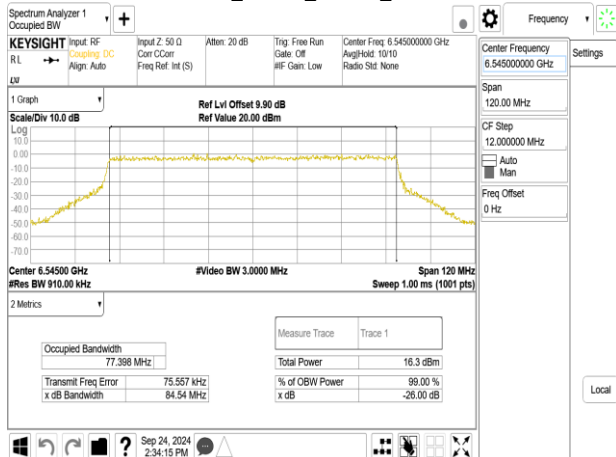 Spectrum Analyzer 1
Occupied BW
+
Frequency
KEYSIGHT
RL
Input: RF
Coupling: DC
Align: Auto
Input Z: 50 Ω
Corr CCorr
Freq Ref: Int (S)
Atten: 20 dB
Trig: Free Run
Gate: Off
#IF Gain: Low
Center Freq: 6.545000000 GHz
Avg|Hold: 10/10
Radio Std: None
LXI
Center Frequency
6.545000000 GHz
Settings
Span
120.00 MHz
CF Step
12.000000 MHz
Auto
Man
Freq Offset
0 Hz
Local
1 Graph
Scale/Div 10.0 dB
Ref Lvl Offset 9.90 dB
Ref Value 20.00 dBm
Log
10.0
0.00
-10.0
-20.0
-30.0
-40.0
-50.0
-60.0
-70.0
Center 6.54500 GHz
#Video BW 3.0000 MHz
Span 120 MHz
#Res BW 910.00 kHz
Sweep 1.00 ms (1001 pts)
2 Metrics
Measure Trace
Trace 1
Occupied Bandwidth
77.398 MHz
Total Power
16.3 dBm
Transmit Freq Error
75.557 kHz
% of OBW Power
99.00 %
x dB Bandwidth
84.54 MHz
x dB
-26.00 dB
?
Sep 24, 2024
2:34:15 PM